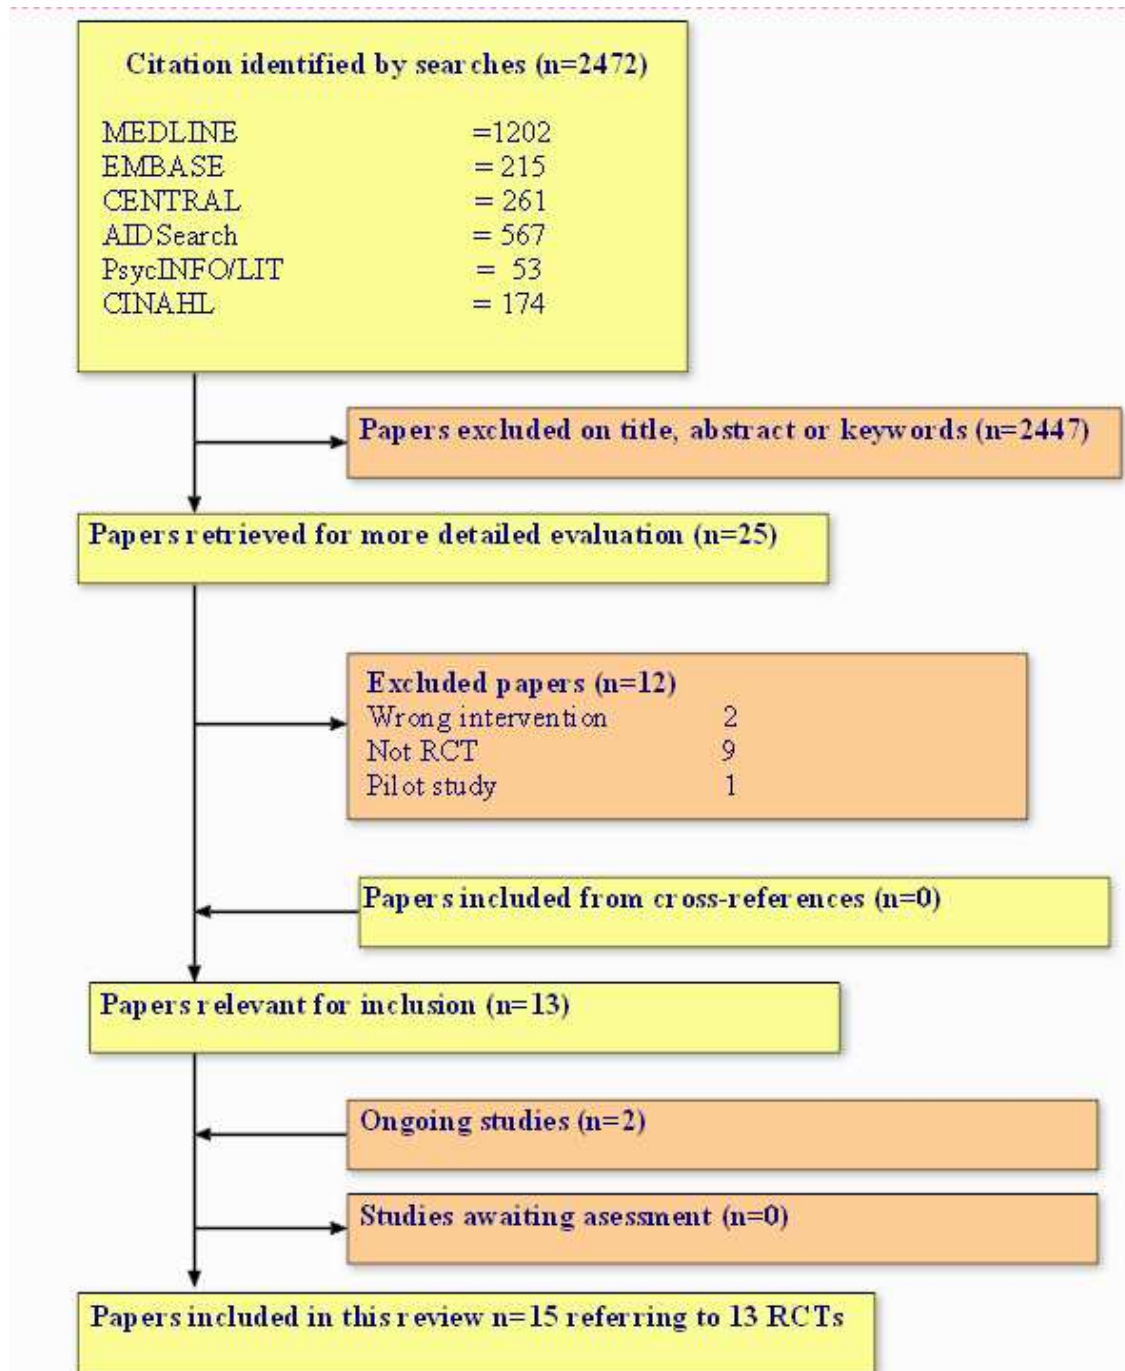 Citation identified by searches (n=2472)
MEDLINE =1202
EMBASE = 215
CENTRAL = 261
AIDSearch = 567
PsycINFO/LIT = 53
CINAHL = 174
Papers excluded on title, abstract or keywords (n=2447)
Papers retrieved for more detailed evaluation (n=25)
Excluded papers (n=12)
Wrong intervention 2
Not RCT 9
Pilot study 1
Papers included from cross-references (n=0)
Papers relevant for inclusion (n=13)
Ongoing studies (n=2)
Studies awaiting asessment (n=0)
Papers included in this review n=15 referring to 13 RCTs